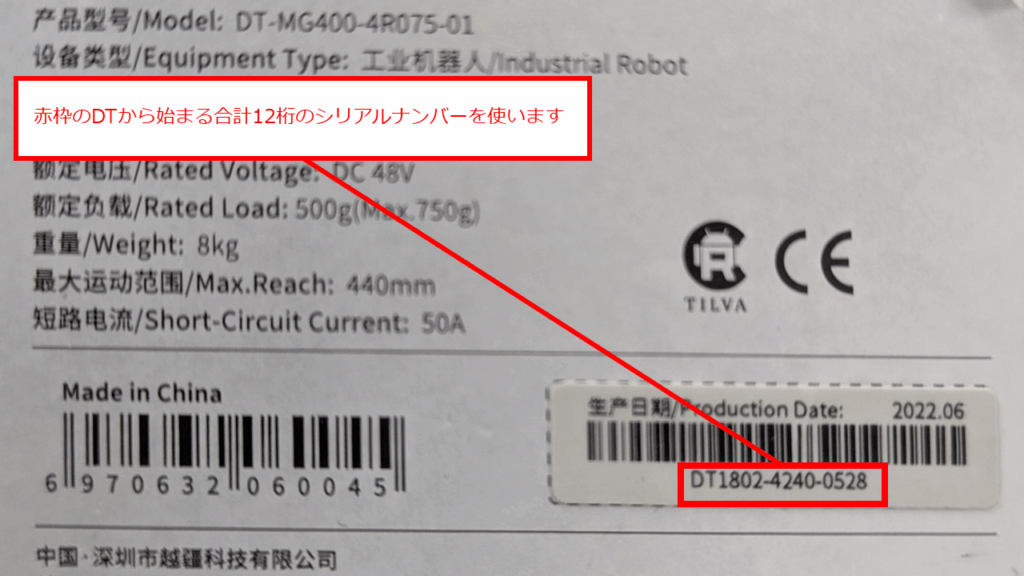 产品型号/Model: DT-MG400-4R075-01
设备类型/Equipment Type: 工业机器人/Industrial Robot
赤枠のDTから始まる合計12桁のシリアルナンバーを使います
额定电压/Rated Voltage: DC 48V
额定负载/Rated Load: 500g(Max.750g)
重量/Weight: 8kg
最大运动范围/Max.Reach: 440mm
短路电流/Short-Circuit Current: 50A
TILVA
CE
Made in China
6 970632 060045
生产日期/Production Date: 2022.06
DT1802-4240-0528
中国·深圳市越疆科技有限公司